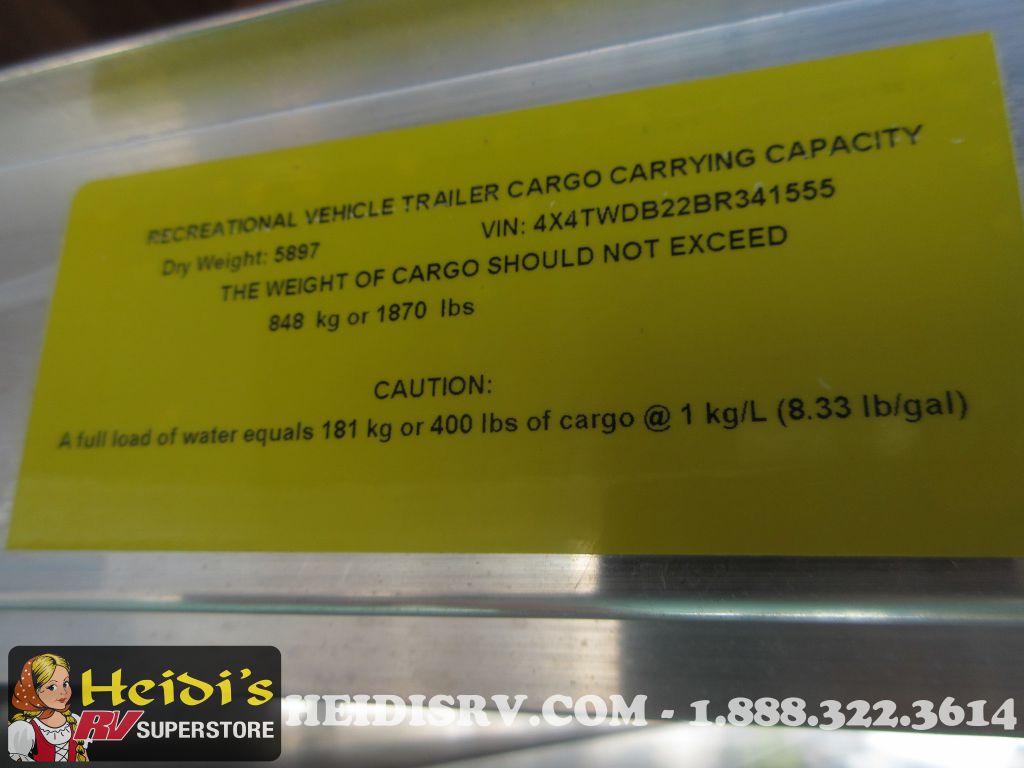 RECREATIONAL VEHICLE TRAILER CARGO CARRYING CAPACITY
Dry Weight: 5897 VIN: 4X4TWDB22BR341555
THE WEIGHT OF CARGO SHOULD NOT EXCEED
848 kg or 1870 lbs
CAUTION:
A full load of water equals 181 kg or 400 lbs of cargo @ 1 kg/L (8.33 lb/gal)
Heidi's
RV SUPERSTORE
HEIDISRV.COM - 1.888.322.3614